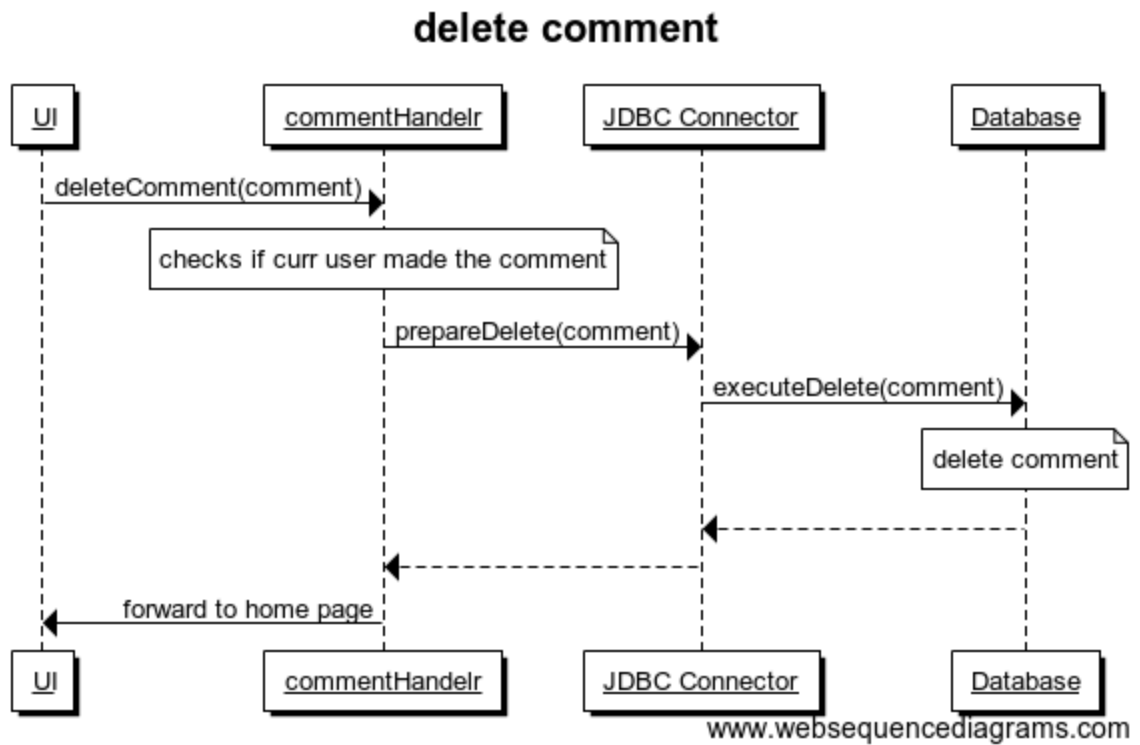 delete comment
UI
commentHandelr
JDBC Connector
Database
deleteComment(comment)
checks if curr user made the comment
prepareDelete(comment)
executeDelete(comment)
delete comment
forward to home page
UI
commentHandelr
JDBC Connector
Database
www.websequencediagrams.com